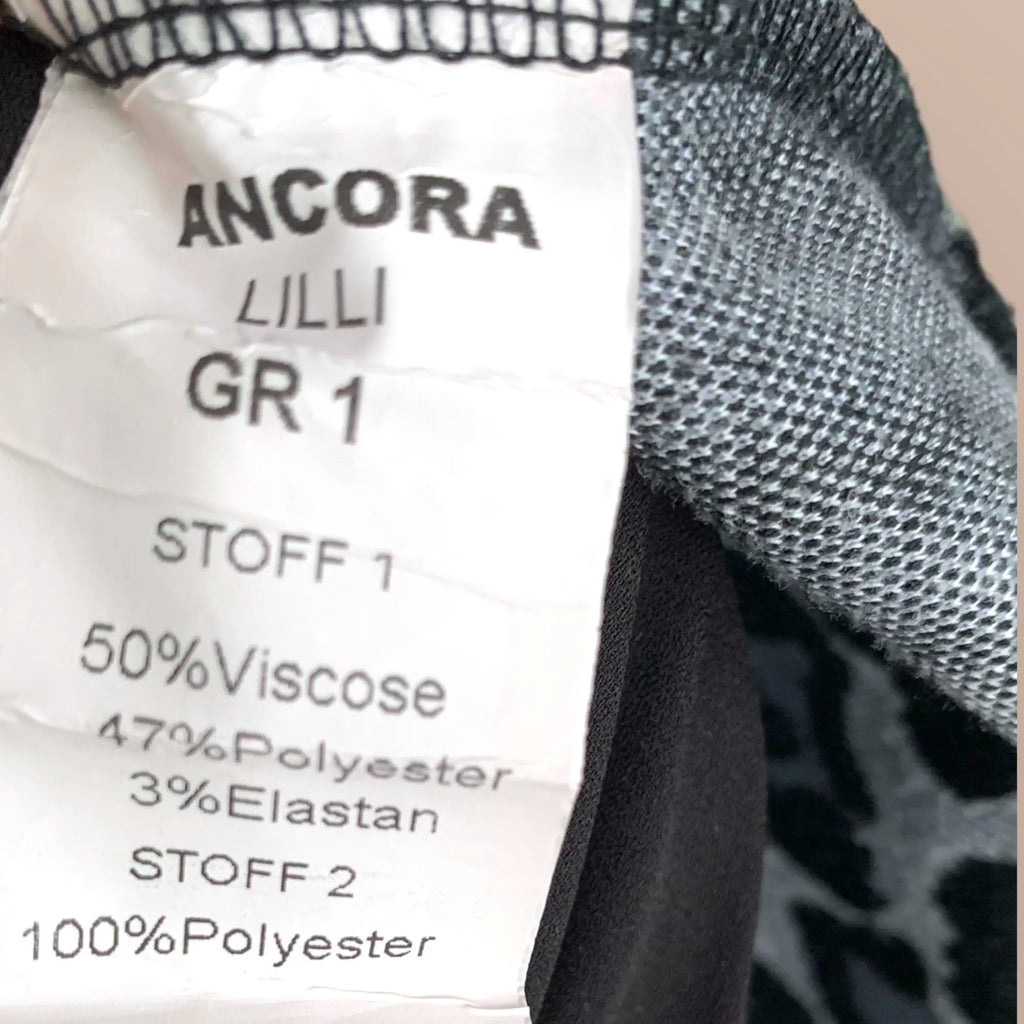 ANCORA
LILLI
GR 1
STOFF 1
50%Viscose
47%Polyester
3%Elastan
STOFF 2
100%Polyester